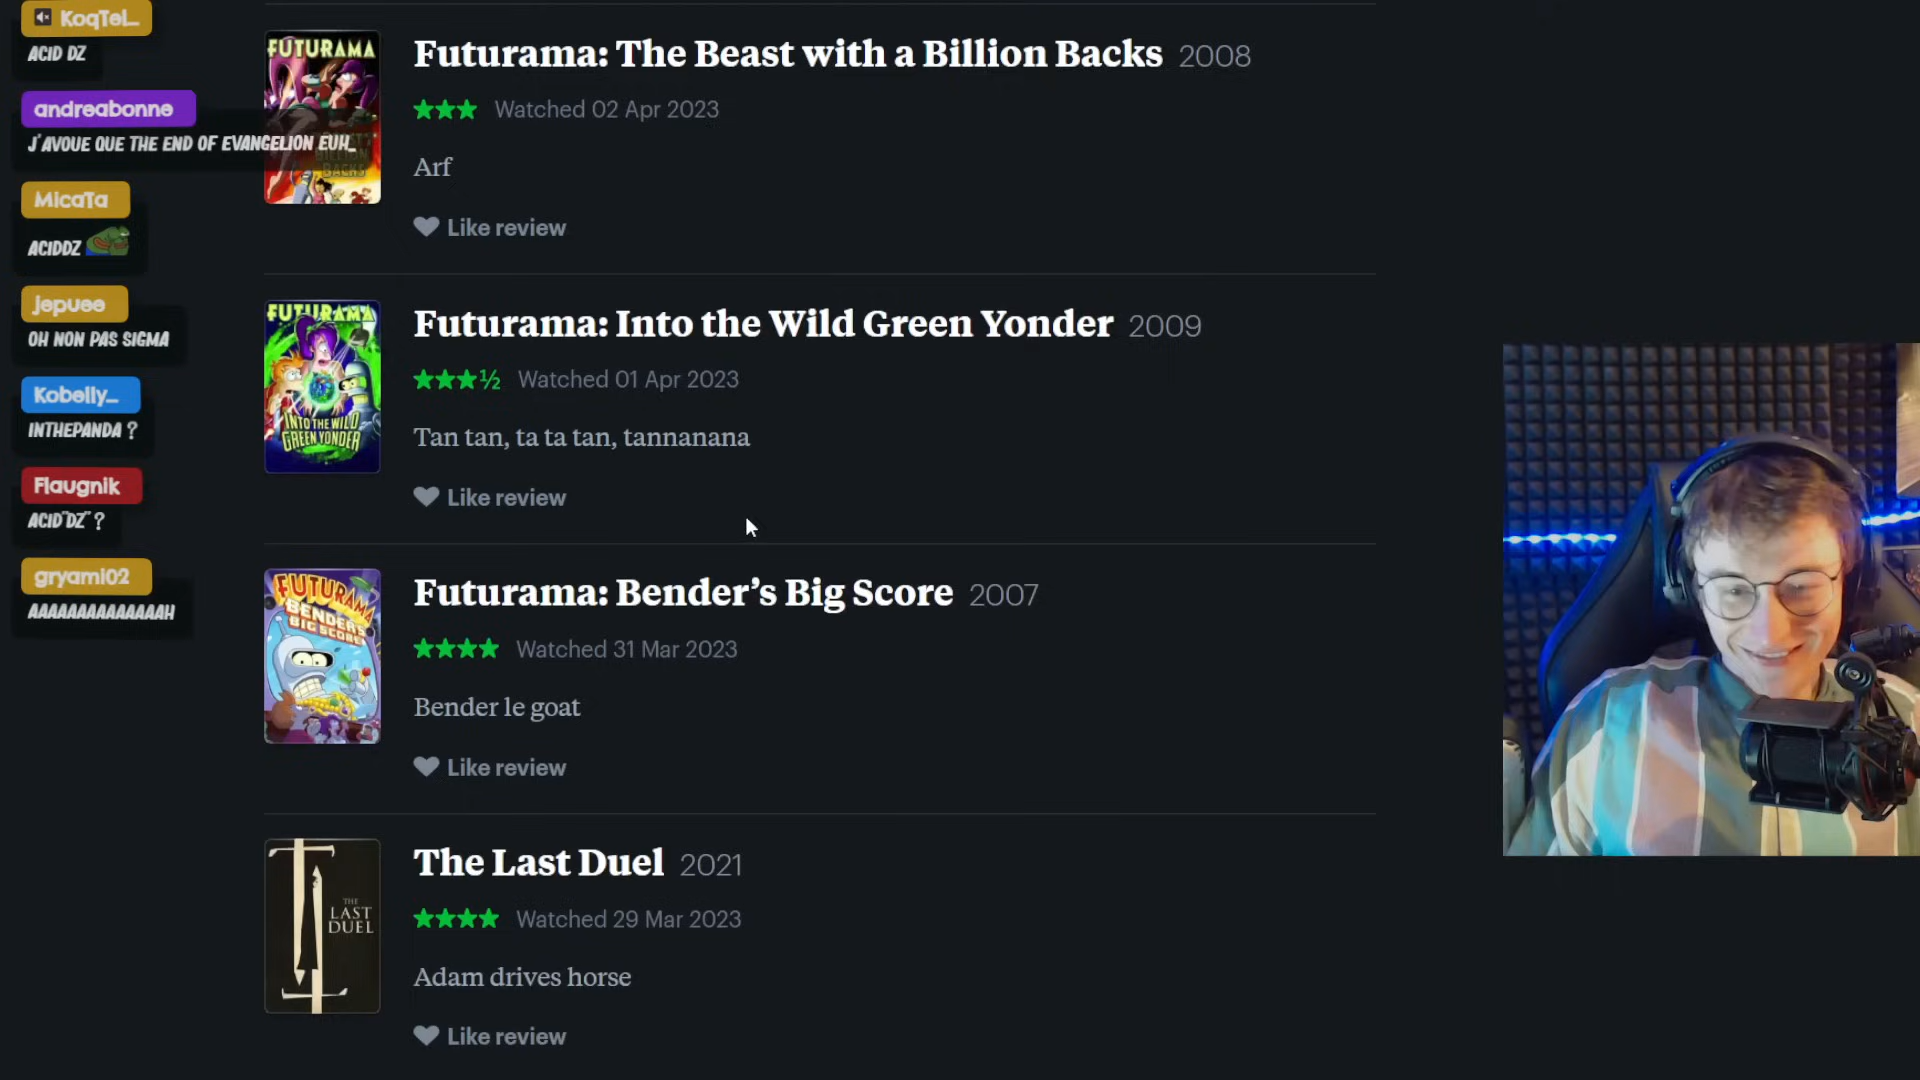 KoqTel_
ACID DZ
andreabonne
J'AVOUE QUE THE END OF EVANGELION EUH_
MicaTa
ACIDDZ
jepuee
OH NON PAS SIGMA
Kobelly_
INTHEPANDA ?
Flaugnik
ACID"DZ" ?
gryami02
AAAAAAAAAAAAAAH
FUTURAMA
BILLION
BACKS
Futurama: The Beast with a Billion Backs 2008
★★★ Watched 02 Apr 2023
Arf
Like review
FUTURAMA
INTO THE WILD
GREEN YONDER
Futurama: Into the Wild Green Yonder 2009
★★★½ Watched 01 Apr 2023
Tan tan, ta ta tan, tannanana
Like review
FUTURAMA
BENDER'S
BIG SCORE!
Futurama: Bender’s Big Score 2007
★★★★ Watched 31 Mar 2023
Bender le goat
Like review
THE
LAST
DUEL
The Last Duel 2021
★★★★ Watched 29 Mar 2023
Adam drives horse
Like review